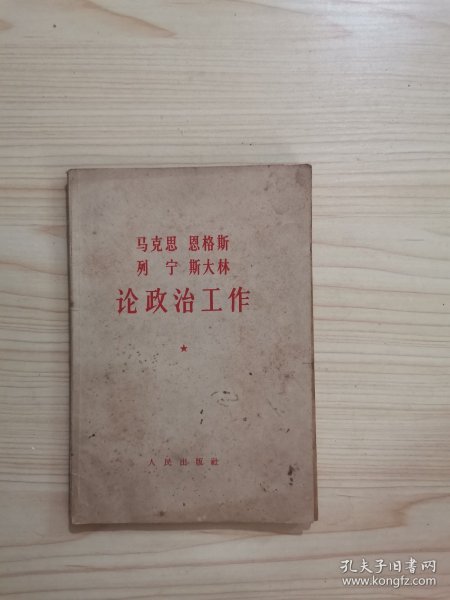 马克思 恩格斯
列 宁 斯大林
论政治工作
人民出版社
孔夫子旧书网
www.kongfz.com